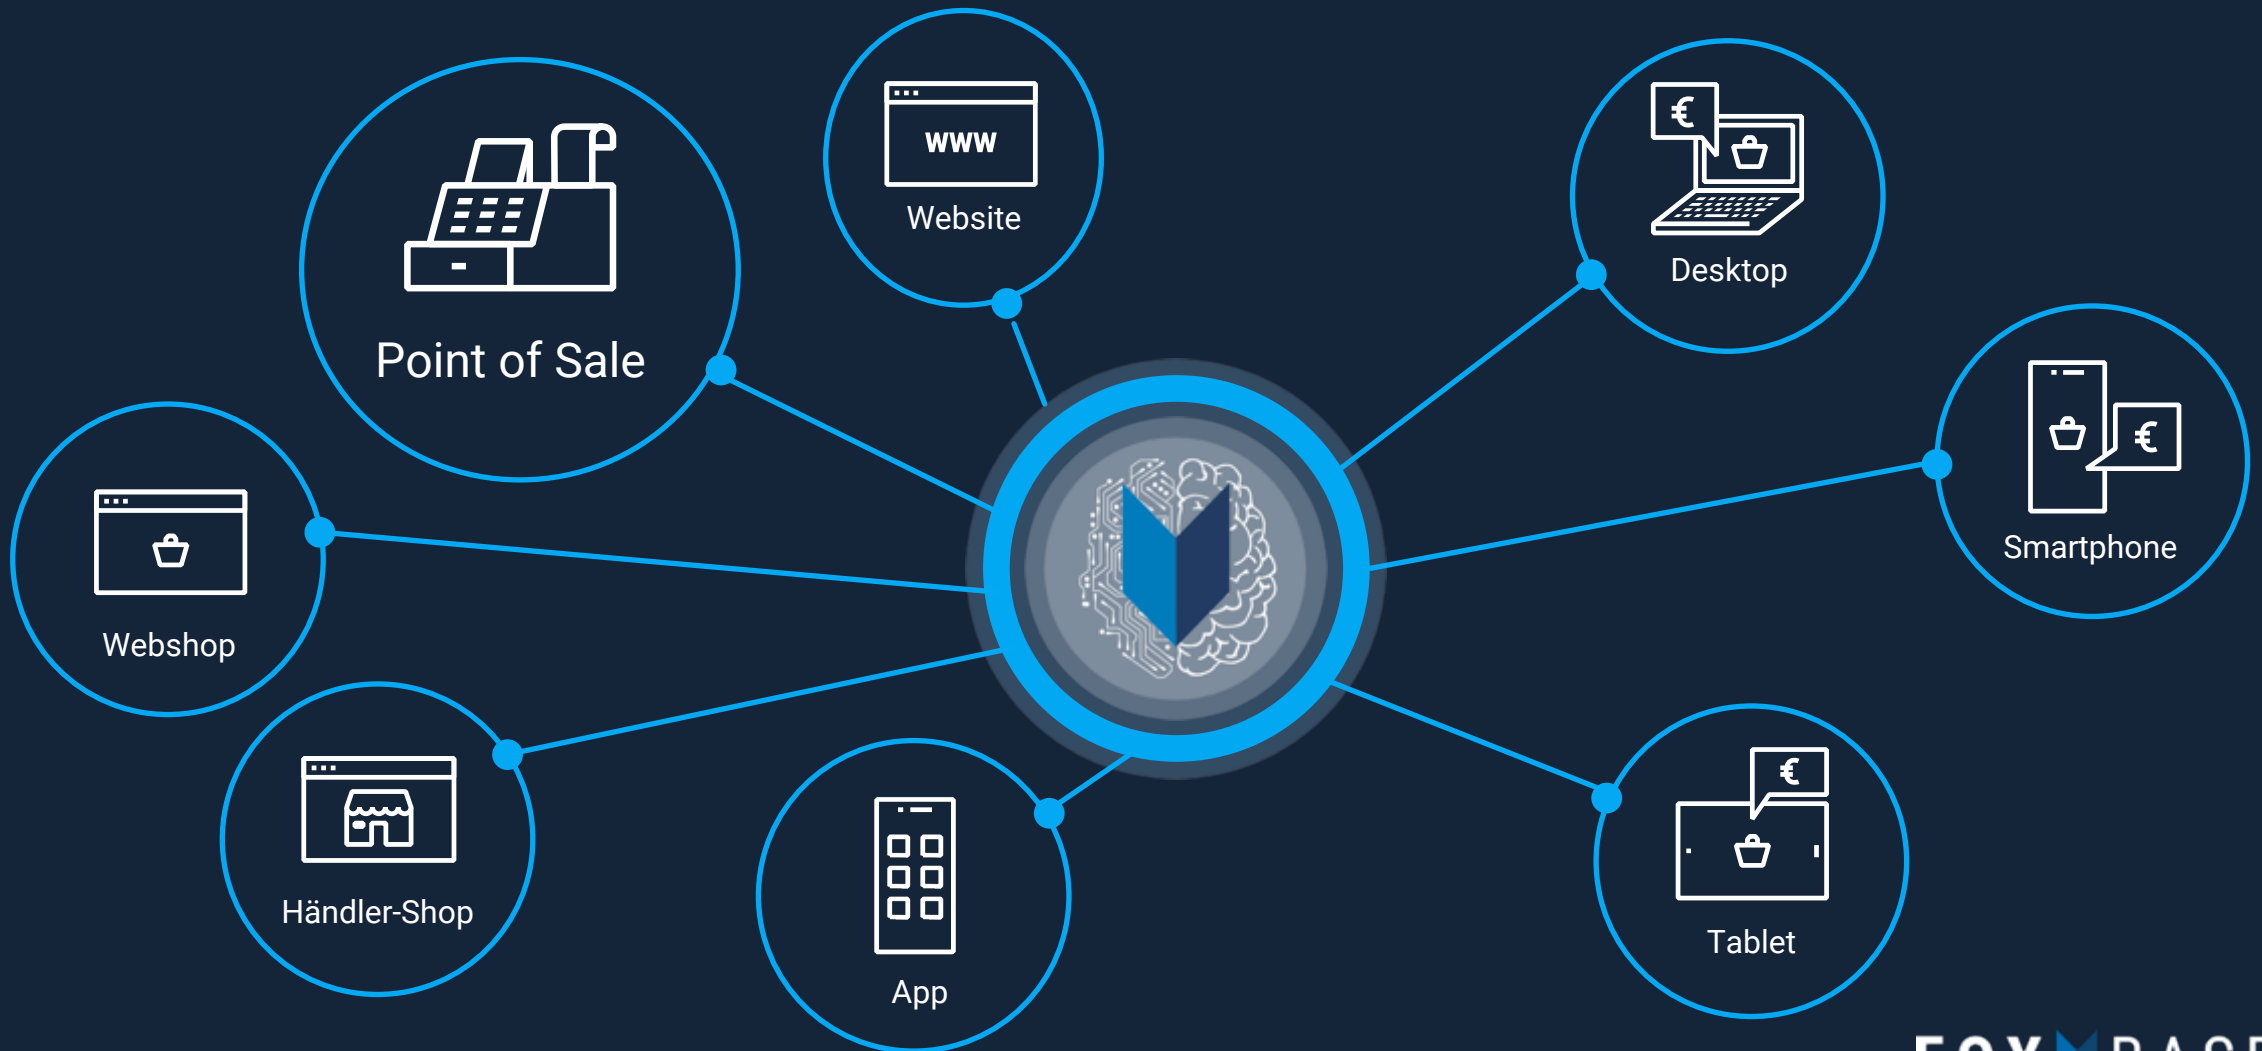 www
Website
€
Desktop
Point of Sale
€
Smartphone
Webshop
€
Händler-Shop
Tablet
App